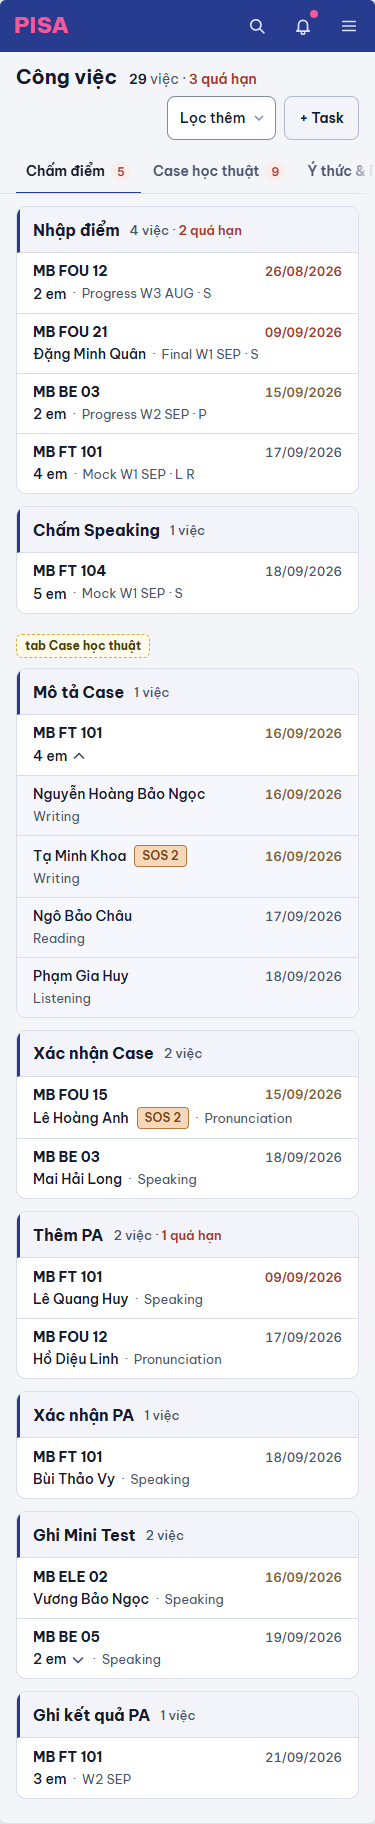 PISA
Công việc 29 việc · 3 quá hạn
Lọc thêm
+ Task
Chấm điểm 5 Case học thuật 9 Ý thức &
Nhập điểm 4 việc · 2 quá hạn
MB FOU 12 26/08/2026
2 em · Progress W3 AUG · S
MB FOU 21 09/09/2026
Đặng Minh Quân · Final W1 SEP · S
MB BE 03 15/09/2026
2 em · Progress W2 SEP · P
MB FT 101 17/09/2026
4 em · Mock W1 SEP · L R
Chấm Speaking 1 việc
MB FT 104 18/09/2026
5 em · Mock W1 SEP · S
tab Case học thuật
Mô tả Case 1 việc
MB FT 101 16/09/2026
4 em
Nguyễn Hoàng Bảo Ngọc 16/09/2026
Writing
Tạ Minh Khoa SOS 2 16/09/2026
Writing
Ngô Bảo Châu 17/09/2026
Reading
Phạm Gia Huy 18/09/2026
Listening
Xác nhận Case 2 việc
MB FOU 15 15/09/2026
Lê Hoàng Anh SOS 2 · Pronunciation
MB BE 03 18/09/2026
Mai Hải Long · Speaking
Thêm PA 2 việc · 1 quá hạn
MB FT 101 09/09/2026
Lê Quang Huy · Speaking
MB FOU 12 17/09/2026
Hồ Diệu Linh · Pronunciation
Xác nhận PA 1 việc
MB FT 101 18/09/2026
Bùi Thảo Vy · Speaking
Ghi Mini Test 2 việc
MB ELE 02 16/09/2026
Vương Bảo Ngọc · Speaking
MB BE 05 19/09/2026
2 em · Speaking
Ghi kết quả PA 1 việc
MB FT 101 21/09/2026
3 em · W2 SEP